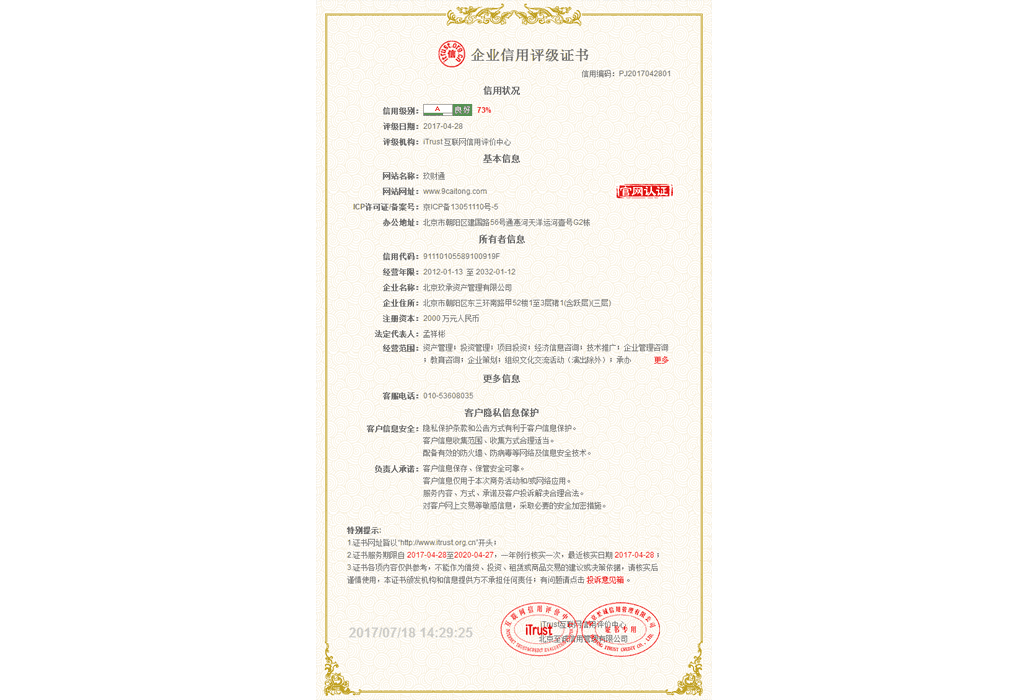 企业信用评级证书
信用编码：PJ2017042801
信用状况
信用级别： A 良好 73%
评级日期： 2017-04-28
评级机构： iTrust 互联网信用评价中心
基本信息
网站名称： 玖财通
网站网址： www.9caitong.com
官网认证
ICP许可证/备案号： 京ICP备13051110号-5
办公地址： 北京市朝阳区建国路56号通惠河天泽运河壹号G2栋
所有者信息
信用代码： 91110105589100919F
经营年限： 2012-01-13 至 2032-01-12
企业名称： 北京玖承资产管理有限公司
企业住所： 北京市朝阳区东三环南路甲52楼1至3层裙1(含跃层)(三层)
注册资本： 2000 万元人民币
法定代表人： 孟祥彬
经营范围： 资产管理；投资管理；项目投资；经济信息咨询；技术推广；企业管理咨询
；教育咨询；企业策划；组织文化交流活动（演出除外）；承办 更多
更多信息
客服电话： 010-53608035
客户隐私信息保护
客户信息安全： 隐私保护条款和公告方式有利于客户信息保护。
客户信息收集范围、收集方式合理适当。
配备有效的防火墙、防病毒等网络及信息安全技术。
负责人承诺： 客户信息保存、保管安全可靠。
客户信息仅用于本次商务活动和/或网络应用。
服务内容、方式、承诺及客户投诉解决合理合法。
对客户网上交易等敏感信息，采取必要的安全加密措施。
特别提示:
1.证书网址皆以“http://www.itrust.org.cn”开头；
2.证书服务期限自 2017-04-28至2020-04-27，一年例行核实一次，最近核实日期 2017-04-28；
3.证书各项内容仅供参考，不能作为借贷、投资、租赁或商品交易的建议或决策依据，请核实后
谨慎使用，本证书颁发机构和信息提供方不承担任何责任；有问题请点击 投诉意见箱 。
iTrust互联网信用评价中心
iTrust
证书专用
2017/07/18 14:29:25